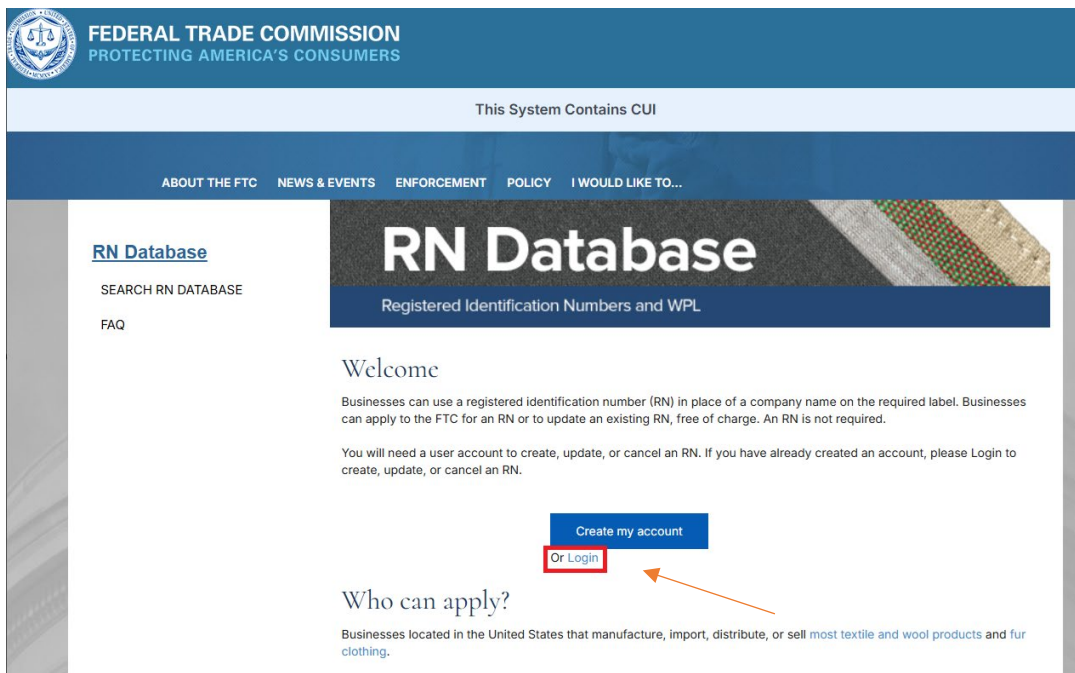 FEDERAL TRADE COMMISSION
PROTECTING AMERICA'S CONSUMERS
This System Contains CUI
ABOUT THE FTC NEWS & EVENTS ENFORCEMENT POLICY I WOULD LIKE TO...
RN Database
SEARCH RN DATABASE
FAQ
RN Database
Registered Identification Numbers and WPL
Welcome
Businesses can use a registered identification number (RN) in place of a company name on the required label. Businesses
can apply to the FTC for an RN or to update an existing RN, free of charge. An RN is not required.
You will need a user account to create, update, or cancel an RN. If you have already created an account, please Login to
create, update, or cancel an RN.
Create my account
Or Login
Who can apply?
Businesses located in the United States that manufacture, import, distribute, or sell most textile and wool products and fur
clothing.